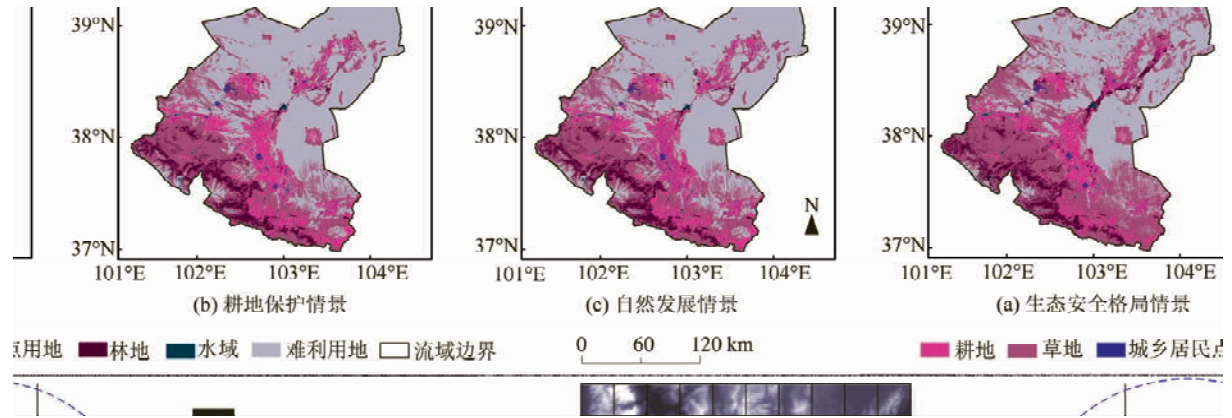 39°N
38°N
37°N
101°E 102°E 103°E 104°E
(b) 耕地保护情景
39°N
38°N
37°N
N
101°E 102°E 103°E 104°E
(c) 自然发展情景
39°N
38°N
37°N
101°E 102°E 103°E 104°E
(a) 生态安全格局情景
点用地 林地 水域 难利用地 流域边界
0 60 120 km
耕地 草地 城乡居民点